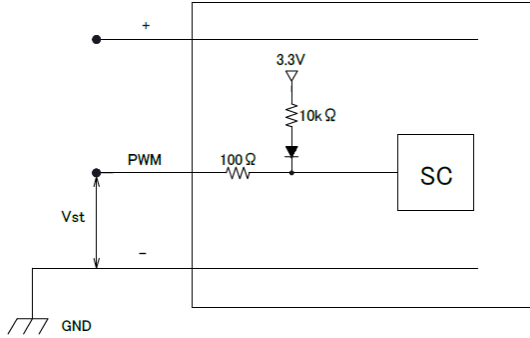 +
3.3V
10kΩ
PWM
100Ω
SC
Vst
-
GND